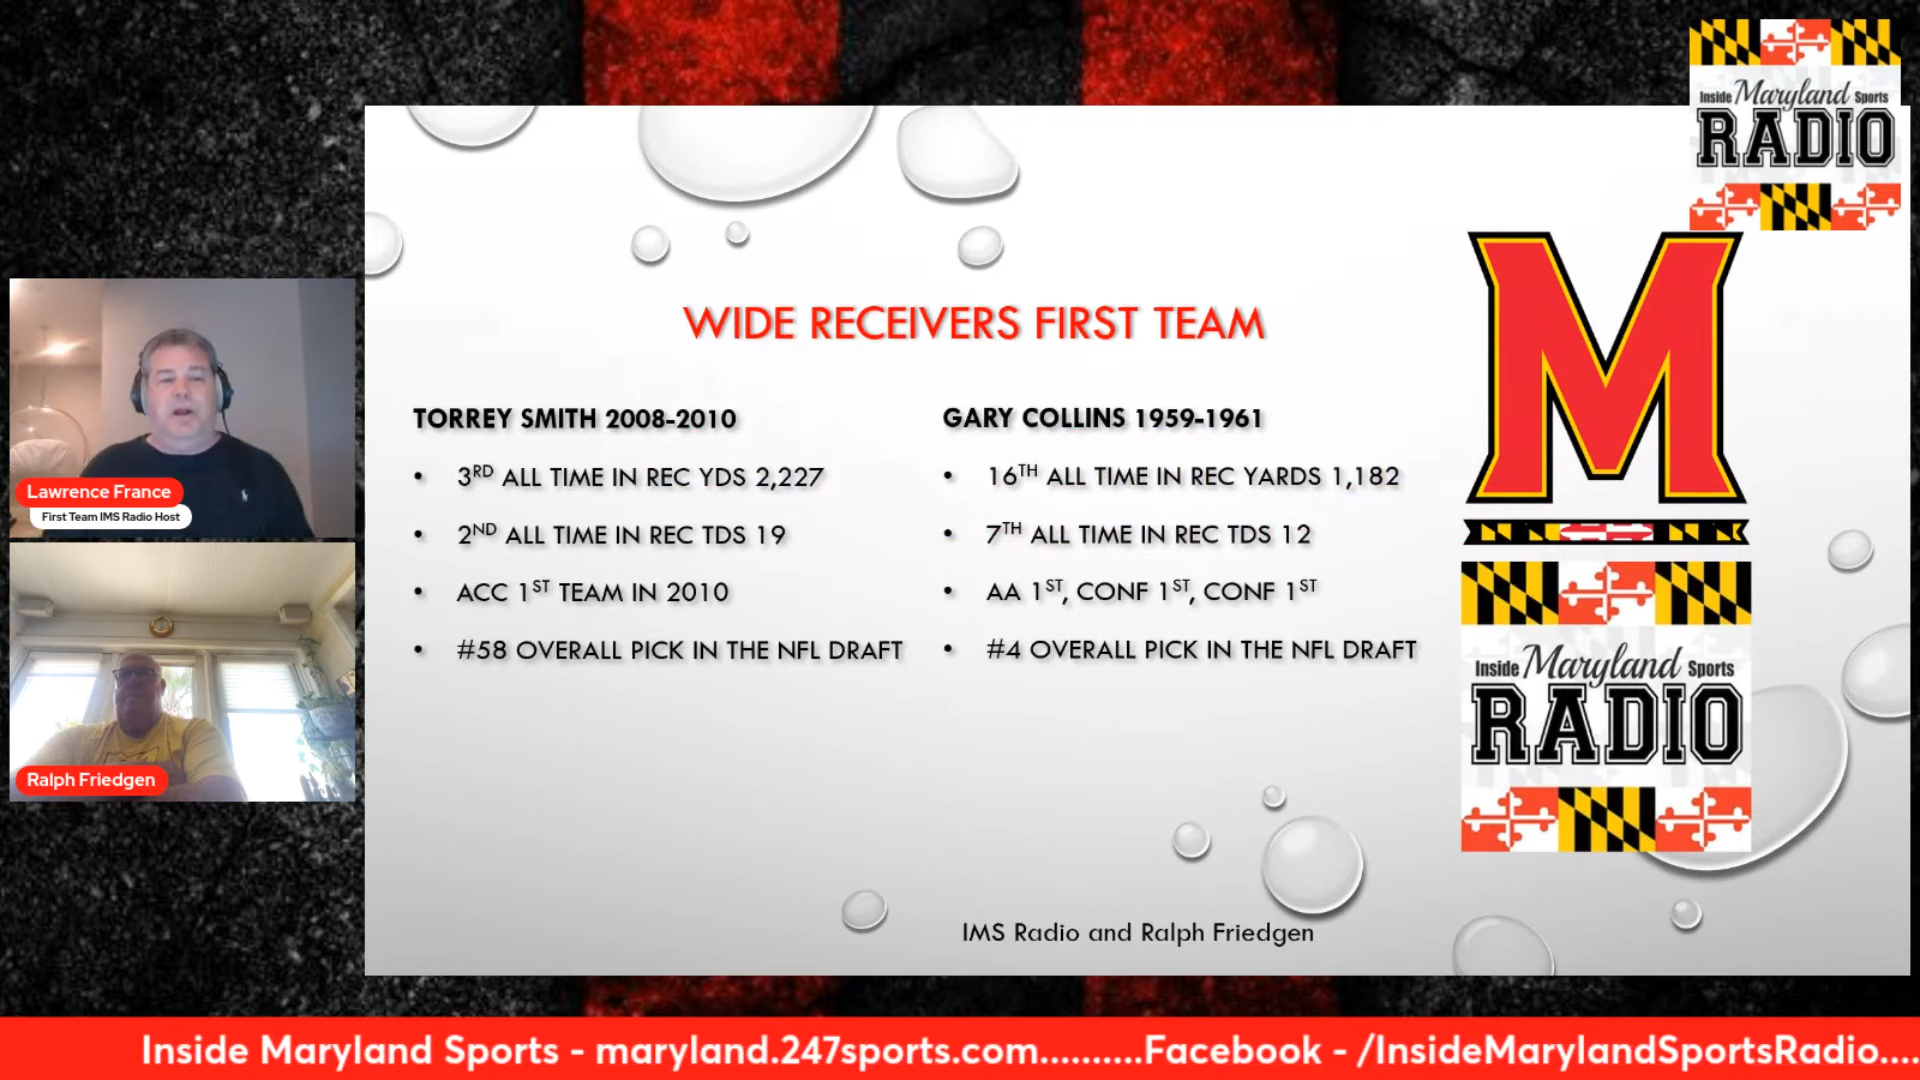 Inside Maryland Sports
RADIO
WIDE RECEIVERS FIRST TEAM
TORREY SMITH 2008-2010
• 3RD ALL TIME IN REC YDS 2,227
• 2ND ALL TIME IN REC TDS 19
• ACC 1ST TEAM IN 2010
• #58 OVERALL PICK IN THE NFL DRAFT
GARY COLLINS 1959-1961
• 16TH ALL TIME IN REC YARDS 1,182
• 7TH ALL TIME IN REC TDS 12
• AA 1ST, CONF 1ST, CONF 1ST
• #4 OVERALL PICK IN THE NFL DRAFT
M
Inside Maryland Sports
RADIO
Lawrence France
First Team IMS Radio Host
Ralph Friedgen
IMS Radio and Ralph Friedgen
Inside Maryland Sports - maryland.247sports.com..........Facebook - /InsideMarylandSportsRadio....